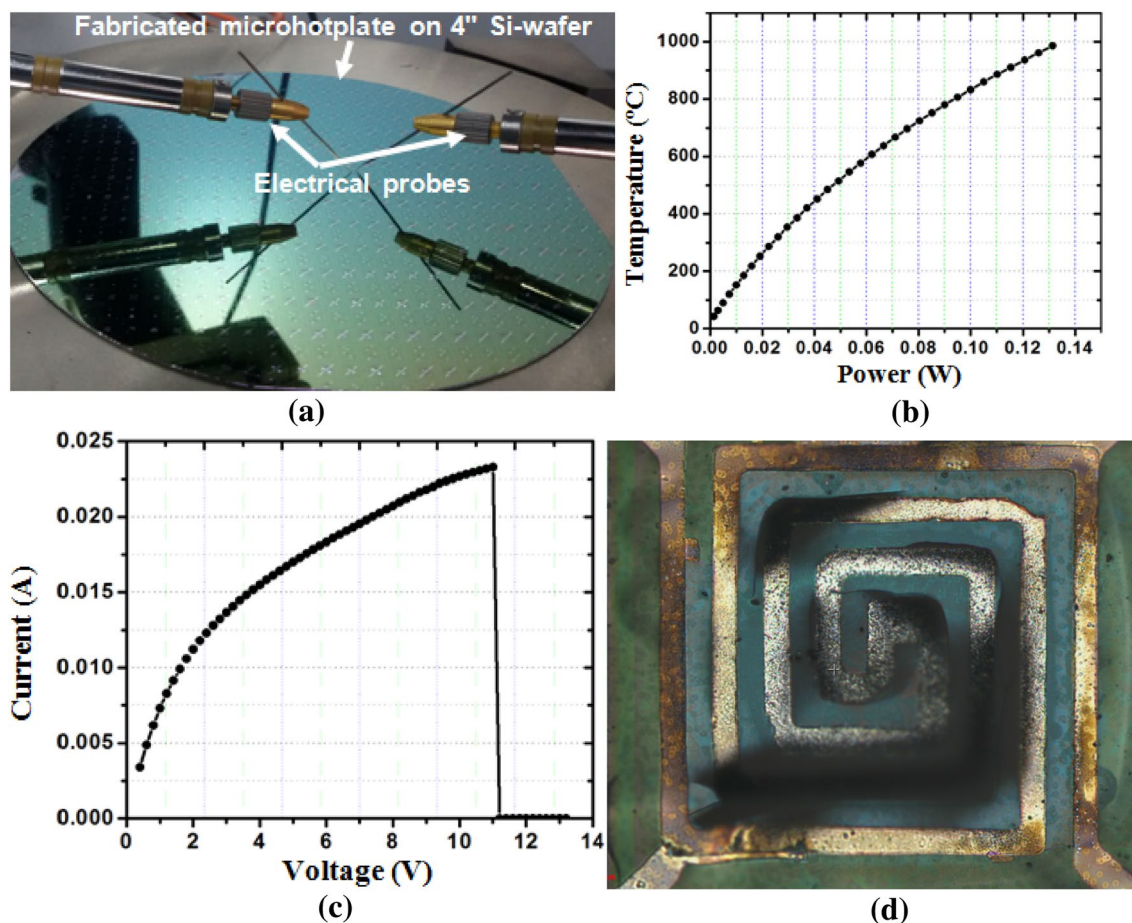 Fabricated microhotplate on 4" Si-wafer
Electrical probes
(a)
1000
800
600
400
200
0
Temperature (ºC)
0.00 0.02 0.04 0.06 0.08 0.10 0.12 0.14
Power (W)
(b)
0.025
0.020
0.015
0.010
0.005
0.000
Current (A)
0 2 4 6 8 10 12 14
Voltage (V)
(c)
(d)